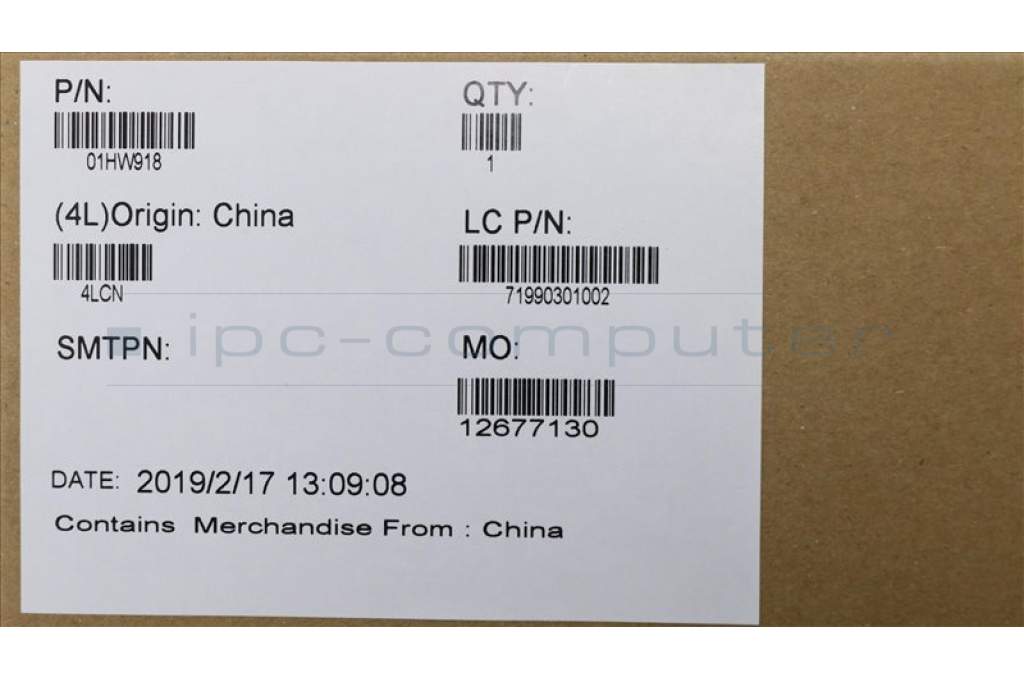 P/N:
QTY:
01HW918
1
(4L)Origin: China
LC P/N:
4LCN
71990301002
ipc-computer
SMTPN:
MO:
12677130
DATE: 2019/2/17 13:09:08
Contains Merchandise From : China